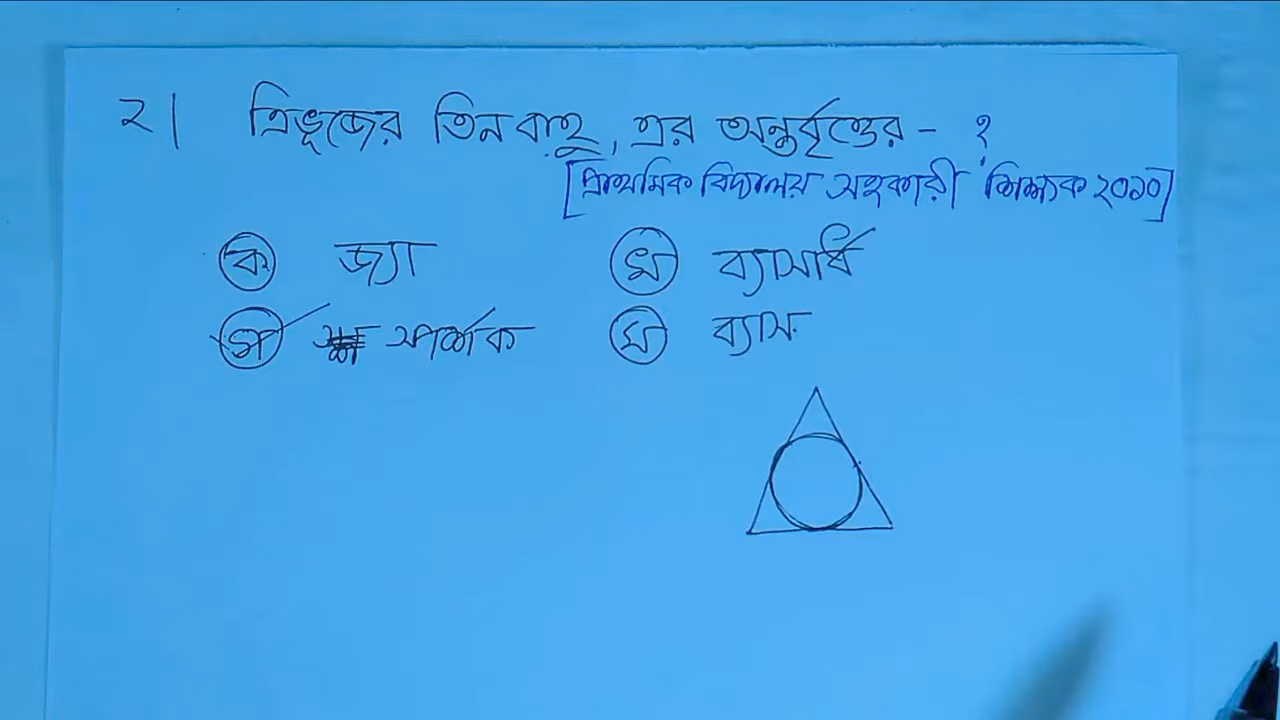 ২। ত্রিভূজের তিন বাহু, এর অন্তর্বৃত্তের - ?
[প্রাথমিক বিদ্যালয় সহকারী শিক্ষক ২০১০]
ক জ্যা খ ব্যাসার্ধ
গ স্পর্শক ঘ ব্যাস